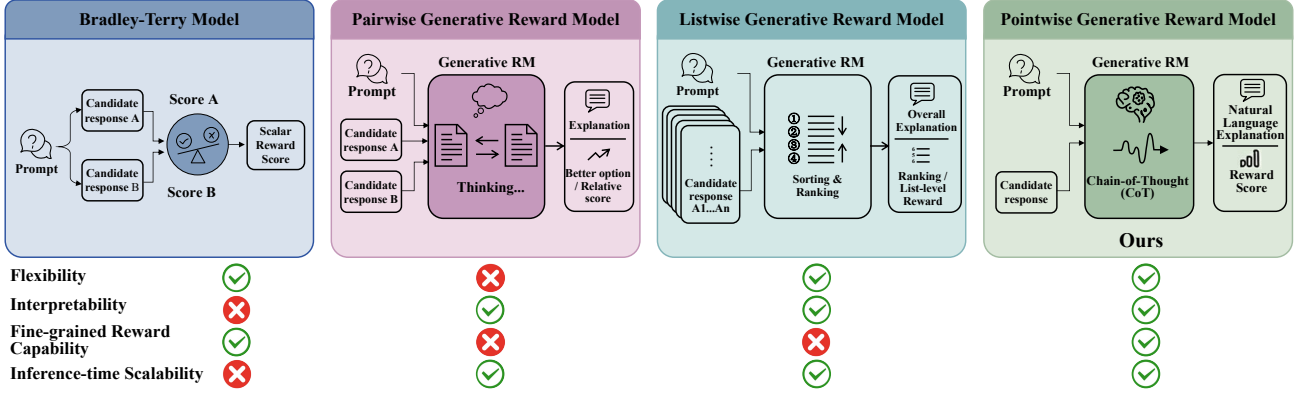 Bradley-Terry Model
Prompt
Candidate
response A
Candidate
response B
Score A
Score B
Scalar
Reward
Score
Pairwise Generative Reward Model
Prompt
Candidate
response A
Candidate
response B
Generative RM
Thinking...
Explanation
Better option
/ Relative
score
Listwise Generative Reward Model
Prompt
Candidate
response
A1...An
Generative RM
①
②
③
④
Sorting &
Ranking
Overall
Explanation
Ranking /
List-level
Reward
Pointwise Generative Reward Model
Prompt
Candidate
response
Generative RM
Chain-of-Thought
(CoT)
Natural
Language
Explanation
Reward
Score
Ours
Flexibility
Interpretability
Fine-grained Reward
Capability
Inference-time Scalability